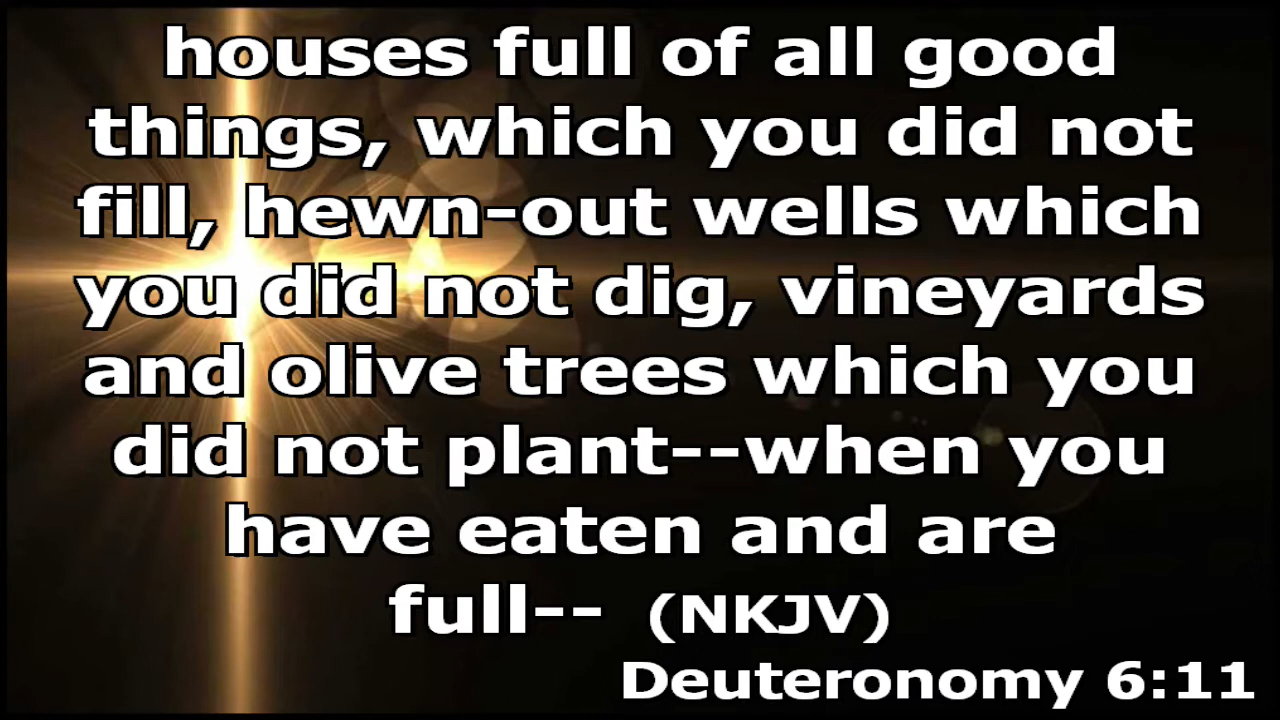 houses full of all good
things, which you did not
fill, hewn-out wells which
you did not dig, vineyards
and olive trees which you
did not plant--when you
have eaten and are
full-- (NKJV)
Deuteronomy 6:11